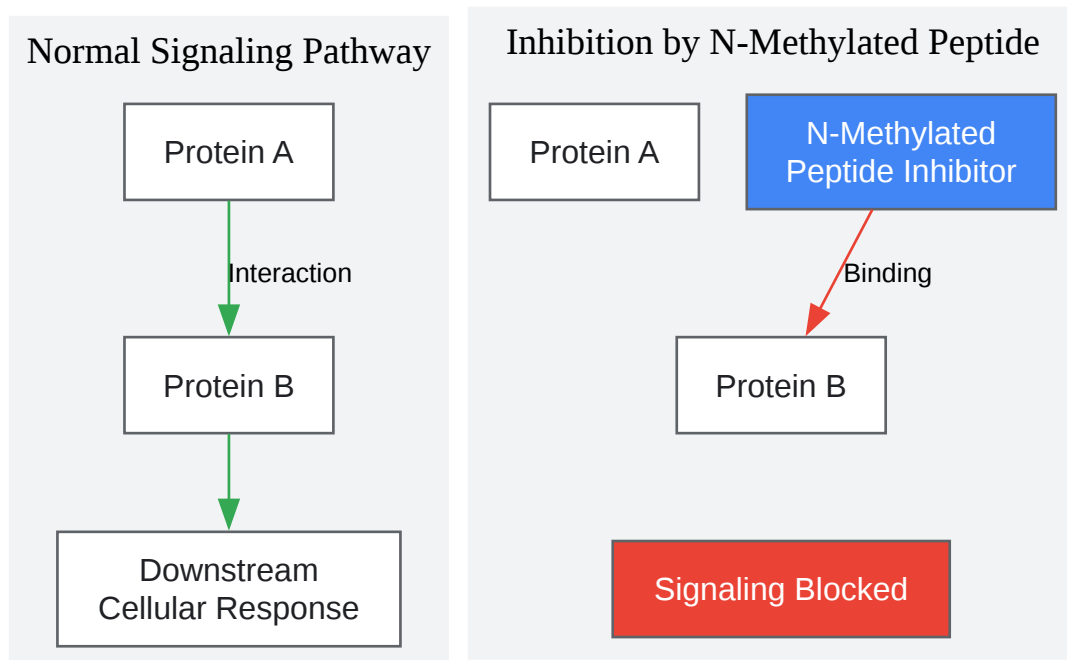 Normal Signaling Pathway
Protein A
Interaction
Protein B
Downstream
Cellular Response
Inhibition by N-Methylated Peptide
Protein A
N-Methylated
Peptide Inhibitor
Binding
Protein B
Signaling Blocked